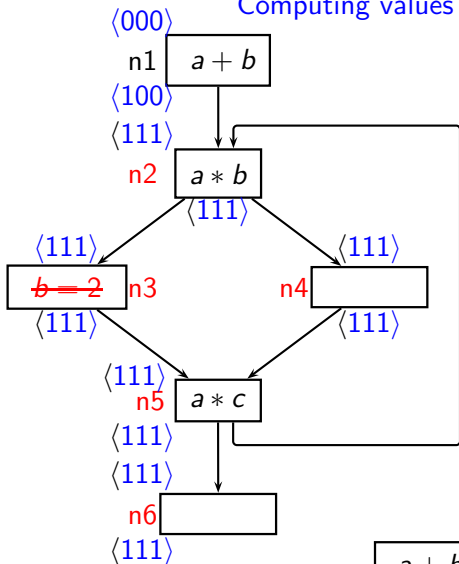 Computing values
⟨000⟩
n1 a + b
⟨100⟩
⟨111⟩
n2 a ∗ b
⟨111⟩
⟨111⟩ ⟨111⟩
b = 2 n3 n4
⟨111⟩ ⟨111⟩
⟨111⟩
n5 a ∗ c
⟨111⟩
⟨111⟩
n6
⟨111⟩
a + b